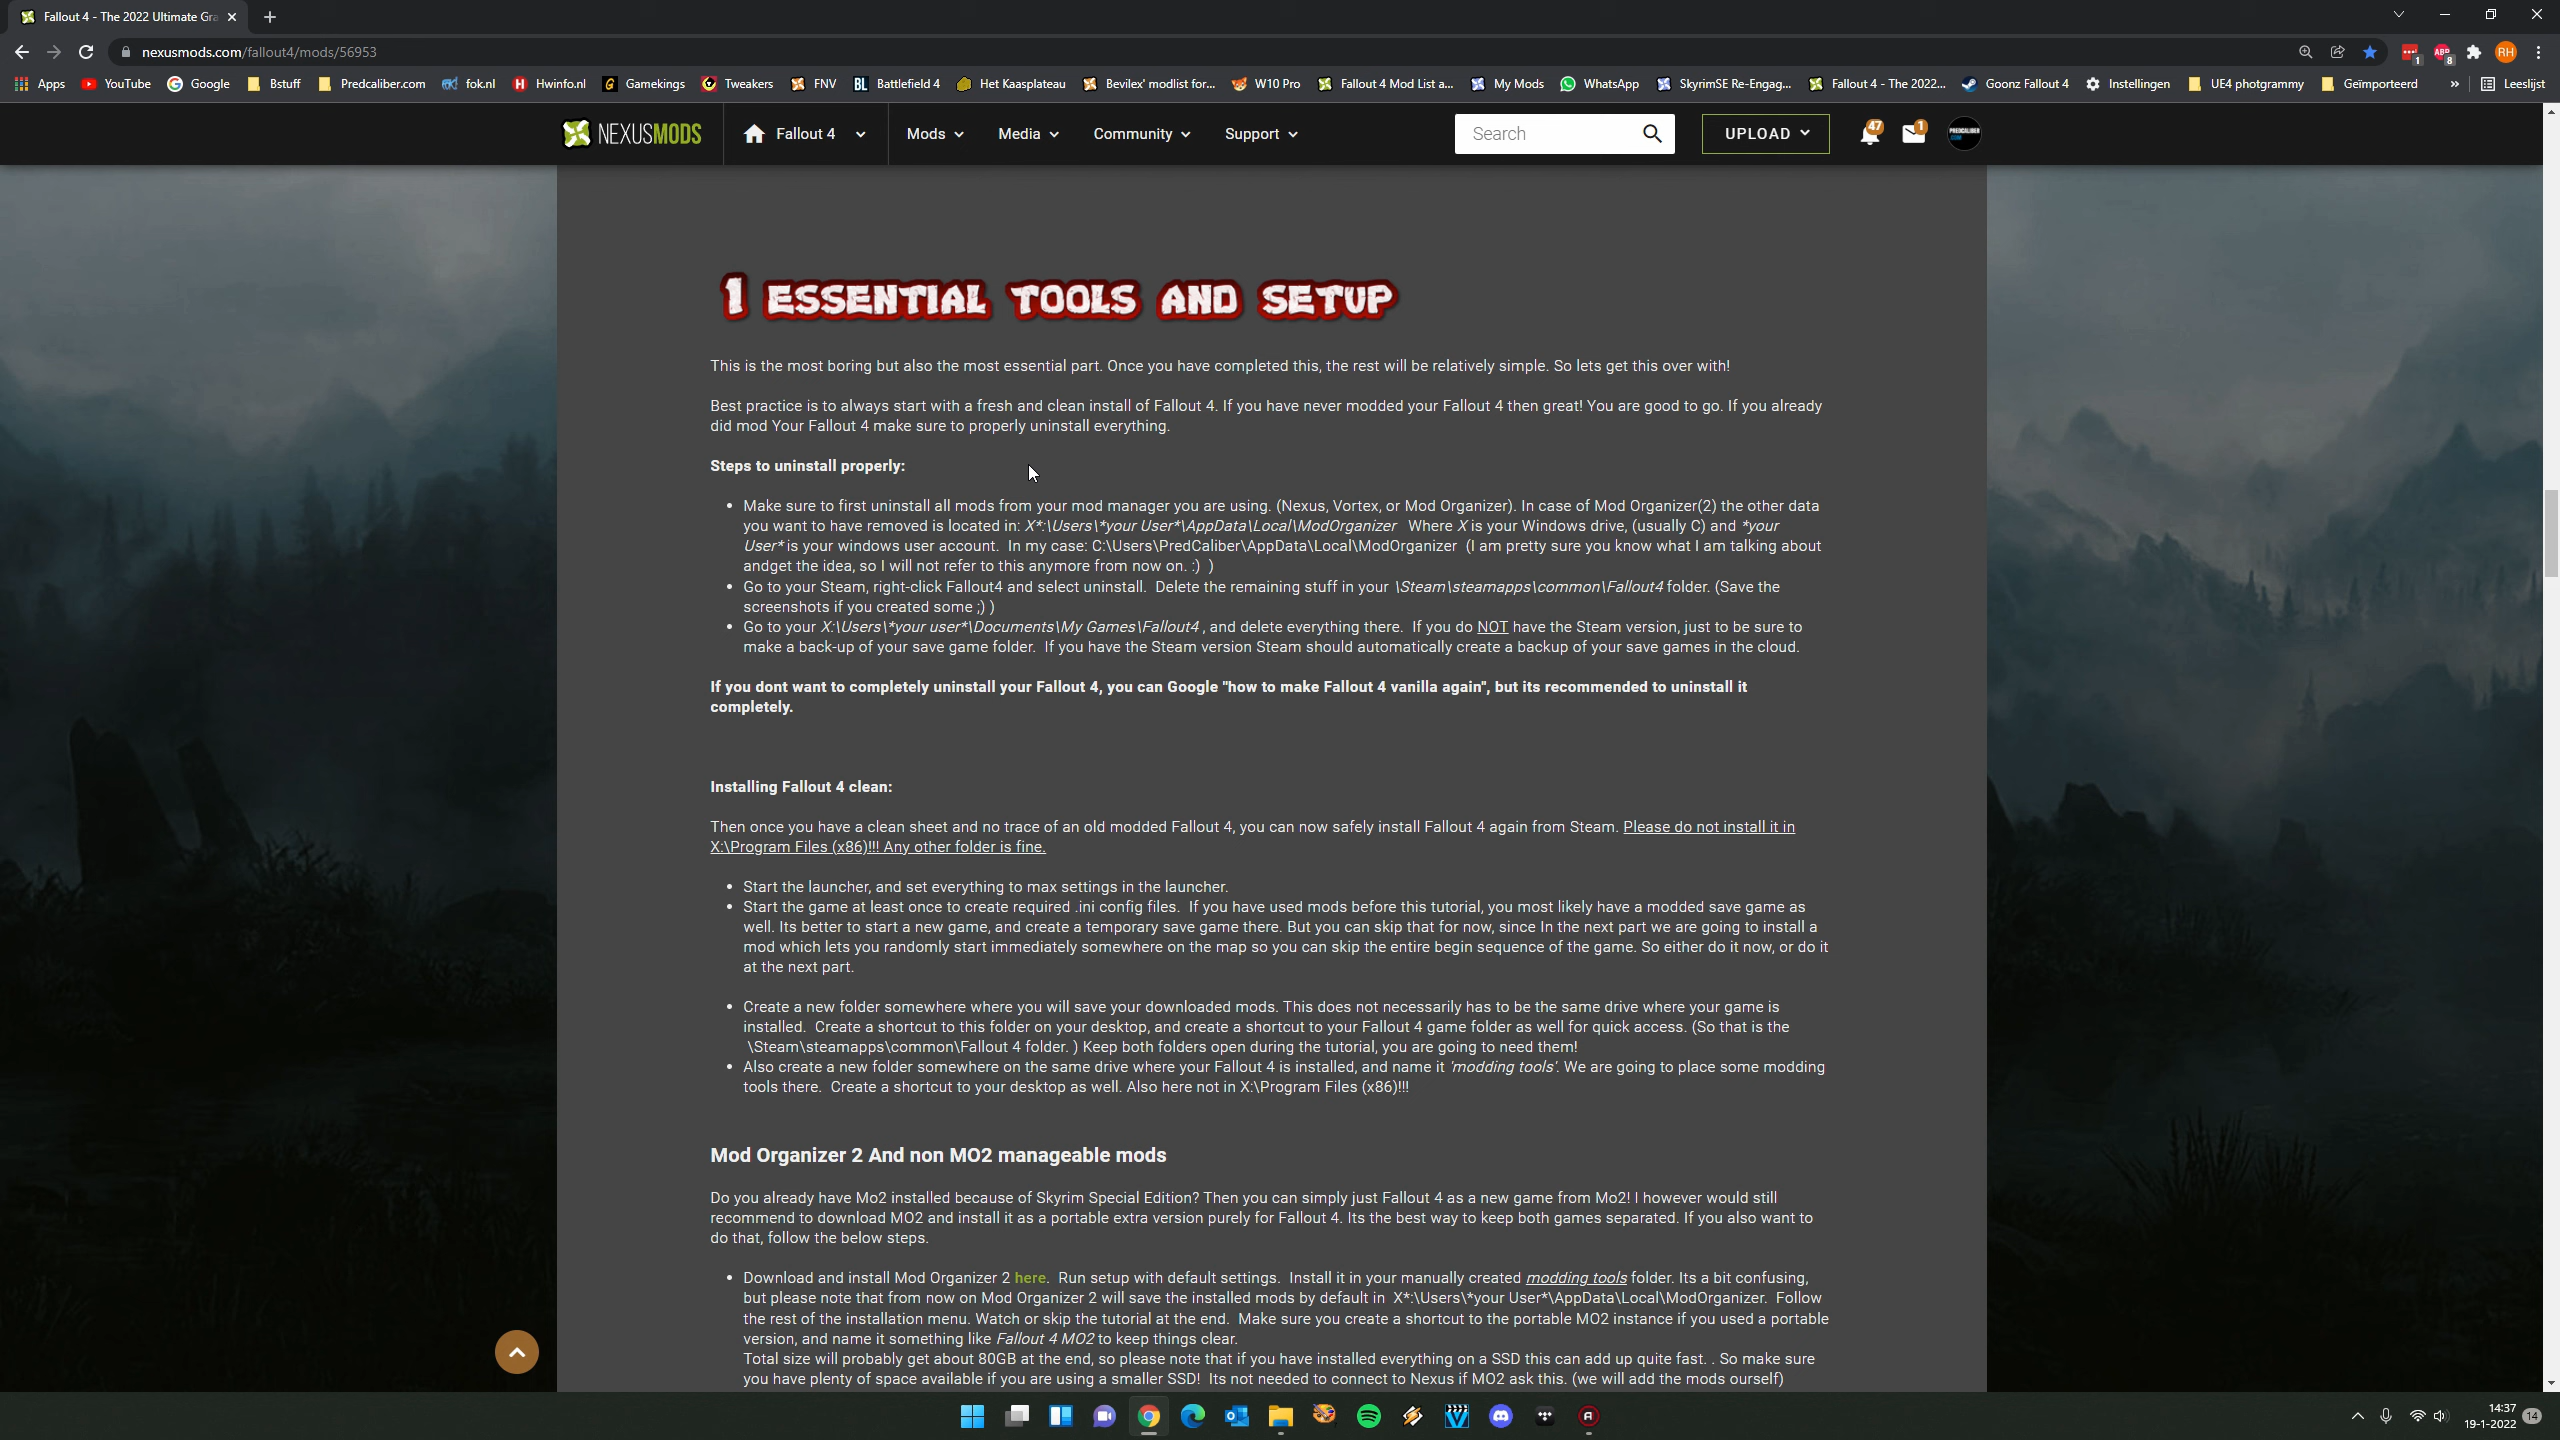 Fallout 4 - The 2022 Ultimate Gra
nexusmods.com/fallout4/mods/56953
1
ABP
8
RH
Apps
YouTube
Google
Bstuff
Predcaliber.com
fok.nl
Hwinfo.nl
Gamekings
Tweakers
FNV
BL Battlefield 4
Het Kaasplateau
Bevilex' modlist for...
W10 Pro
Fallout 4 Mod List a...
My Mods
WhatsApp
SkyrimSE Re-Engag...
Fallout 4 - The 2022...
Goonz Fallout 4
Instellingen
UE4 photgrammy
Geïmporteerd
»
Leeslijst
NEXUSMODS
Fallout 4
Mods
Media
Community
Support
Search
UPLOAD
47
1
PREDCALIBER
1 ESSENTIAL TOOLS AND SETUP
This is the most boring but also the most essential part. Once you have completed this, the rest will be relatively simple. So lets get this over with!
Best practice is to always start with a fresh and clean install of Fallout 4. If you have never modded your Fallout 4 then great! You are good to go. If you already
did mod Your Fallout 4 make sure to properly uninstall everything.
Steps to uninstall properly:
• Make sure to first uninstall all mods from your mod manager you are using. (Nexus, Vortex, or Mod Organizer). In case of Mod Organizer(2) the other data
you want to have removed is located in: X*:\Users\*your User*\AppData\Local\ModOrganizer Where X is your Windows drive, (usually C) and *your
User* is your windows user account. In my case: C:\Users\PredCaliber\AppData\Local\ModOrganizer (I am pretty sure you know what I am talking about
andget the idea, so I will not refer to this anymore from now on. :) )
• Go to your Steam, right-click Fallout4 and select uninstall. Delete the remaining stuff in your \Steam\steamapps\common\Fallout4 folder. (Save the
screenshots if you created some ;) )
• Go to your X:\Users\*your user*\Documents\My Games\Fallout4 , and delete everything there. If you do NOT have the Steam version, just to be sure to
make a back-up of your save game folder. If you have the Steam version Steam should automatically create a backup of your save games in the cloud.
If you dont want to completely uninstall your Fallout 4, you can Google "how to make Fallout 4 vanilla again", but its recommended to uninstall it
completely.
Installing Fallout 4 clean:
Then once you have a clean sheet and no trace of an old modded Fallout 4, you can now safely install Fallout 4 again from Steam. Please do not install it in
X:\Program Files (x86)!!! Any other folder is fine.
• Start the launcher, and set everything to max settings in the launcher.
• Start the game at least once to create required .ini config files. If you have used mods before this tutorial, you most likely have a modded save game as
well. Its better to start a new game, and create a temporary save game there. But you can skip that for now, since In the next part we are going to install a
mod which lets you randomly start immediately somewhere on the map so you can skip the entire begin sequence of the game. So either do it now, or do it
at the next part.
• Create a new folder somewhere where you will save your downloaded mods. This does not necessarily has to be the same drive where your game is
installed. Create a shortcut to this folder on your desktop, and create a shortcut to your Fallout 4 game folder as well for quick access. (So that is the
\Steam\steamapps\common\Fallout 4 folder. ) Keep both folders open during the tutorial, you are going to need them!
• Also create a new folder somewhere on the same drive where your Fallout 4 is installed, and name it 'modding tools'. We are going to place some modding
tools there. Create a shortcut to your desktop as well. Also here not in X:\Program Files (x86)!!!
Mod Organizer 2 And non MO2 manageable mods
Do you already have Mo2 installed because of Skyrim Special Edition? Then you can simply just Fallout 4 as a new game from Mo2! I however would still
recommend to download MO2 and install it as a portable extra version purely for Fallout 4. Its the best way to keep both games separated. If you also want to
do that, follow the below steps.
• Download and install Mod Organizer 2 here. Run setup with default settings. Install it in your manually created modding tools folder. Its a bit confusing,
but please note that from now on Mod Organizer 2 will save the installed mods by default in X*:\Users\*your User*\AppData\Local\ModOrganizer. Follow
the rest of the installation menu. Watch or skip the tutorial at the end. Make sure you create a shortcut to the portable MO2 instance if you used a portable
version, and name it something like Fallout 4 MO2 to keep things clear.
Total size will probably get about 80GB at the end, so please note that if you have installed everything on a SSD this can add up quite fast. . So make sure
you have plenty of space available if you are using a smaller SSD! Its not needed to connect to Nexus if MO2 ask this. (we will add the mods ourself)
14:37
19-1-2022
14